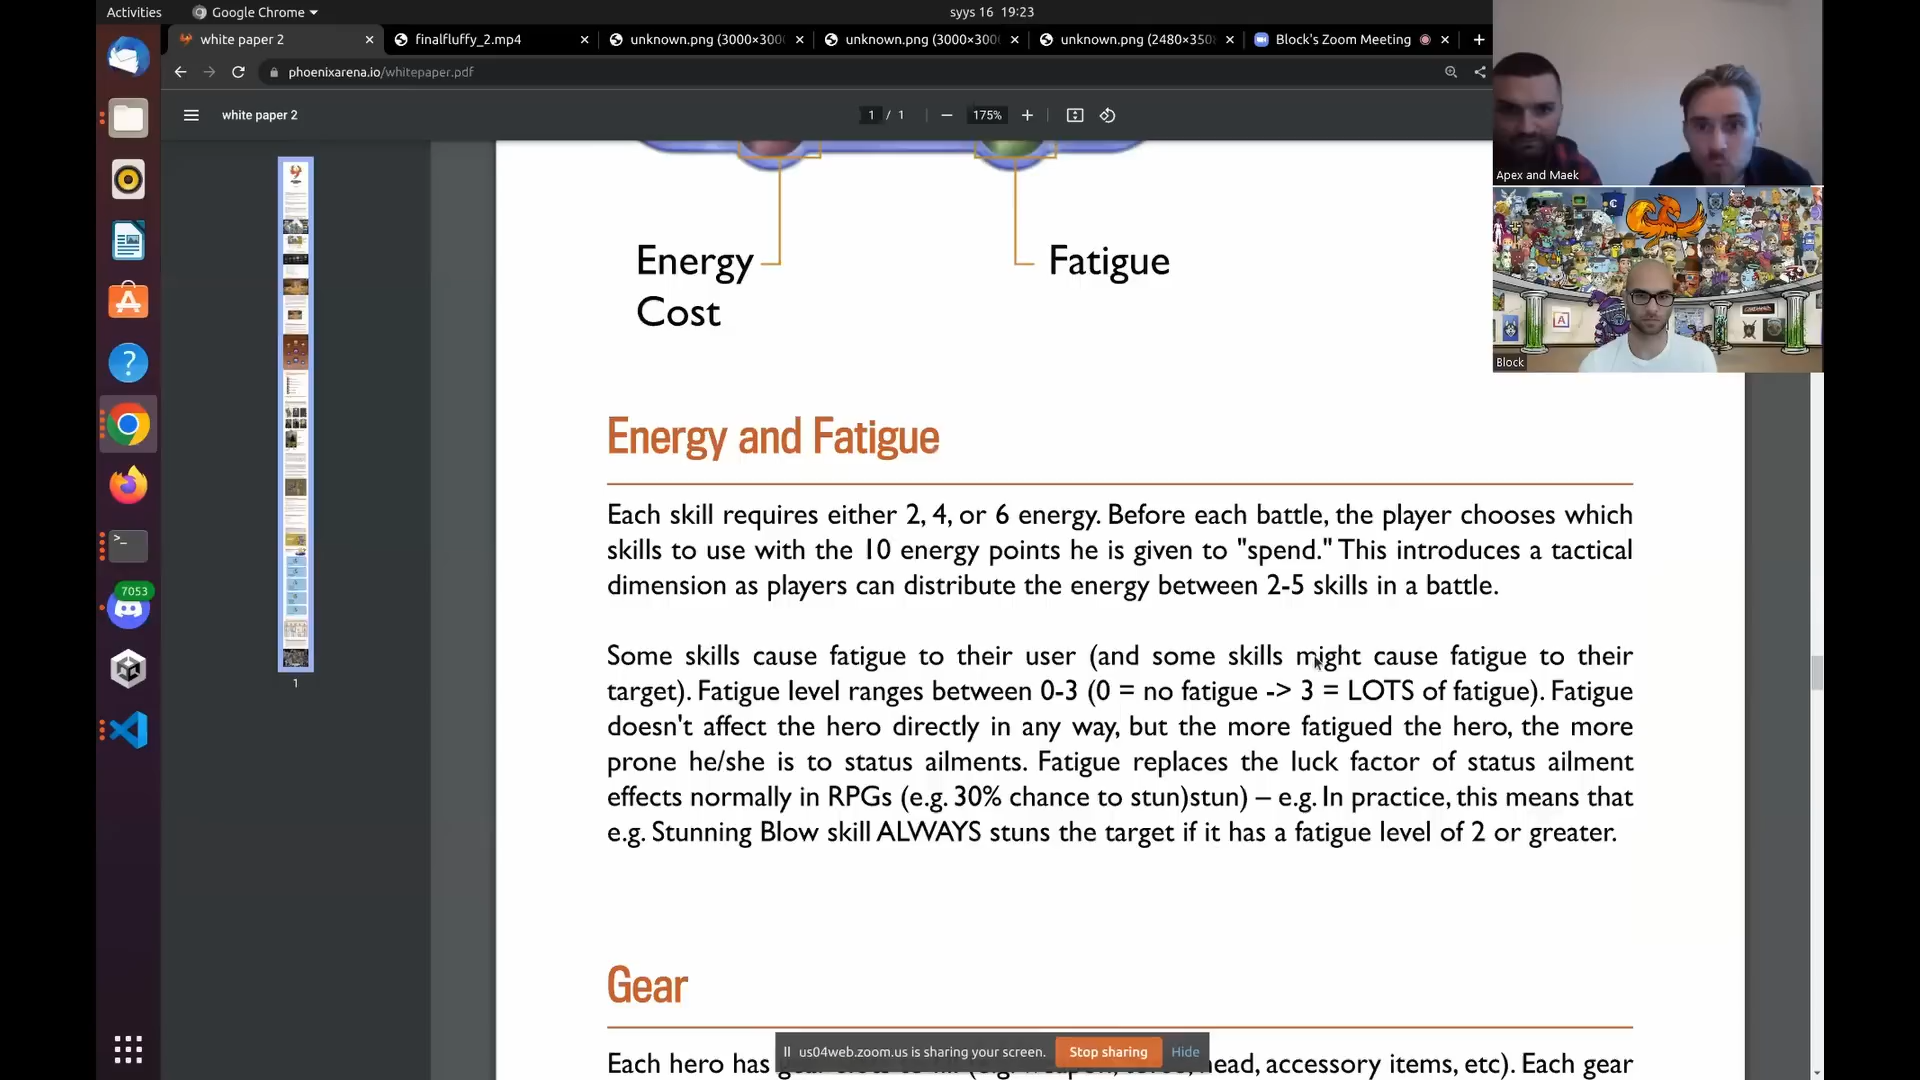 Activities
Google Chrome
syys 16 19:23
white paper 2
finalfluffy_2.mp4
unknown.png (3000×300
unknown.png (3000×300
unknown.png (2480×350
Block's Zoom Meeting
phoenixarena.io/whitepaper.pdf
white paper 2
1 / 1
175%
Apex and Maek
Block
Energy
Cost
Fatigue
Energy and Fatigue
Each skill requires either 2, 4, or 6 energy. Before each battle, the player chooses which
skills to use with the 10 energy points he is given to "spend." This introduces a tactical
dimension as players can distribute the energy between 2-5 skills in a battle.
Some skills cause fatigue to their user (and some skills might cause fatigue to their
target). Fatigue level ranges between 0-3 (0 = no fatigue -> 3 = LOTS of fatigue). Fatigue
doesn't affect the hero directly in any way, but the more fatigued the hero, the more
prone he/she is to status ailments. Fatigue replaces the luck factor of status ailment
effects normally in RPGs (e.g. 30% chance to stun)stun) – e.g. In practice, this means that
e.g. Stunning Blow skill ALWAYS stuns the target if it has a fatigue level of 2 or greater.
7053
1
Gear
us04web.zoom.us is sharing your screen.
Stop sharing
Hide
Each hero has head, accessory items, etc). Each gear